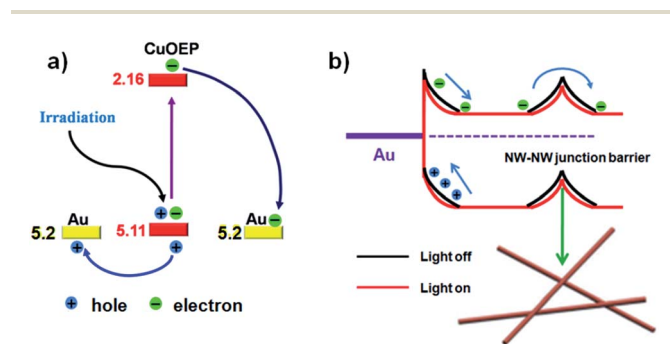 a)
CuOEP
2.16
Irradiation
Au
5.2
5.11
Au
5.2
hole
electron
b)
Au
NW-NW junction barrier
Light off
Light on